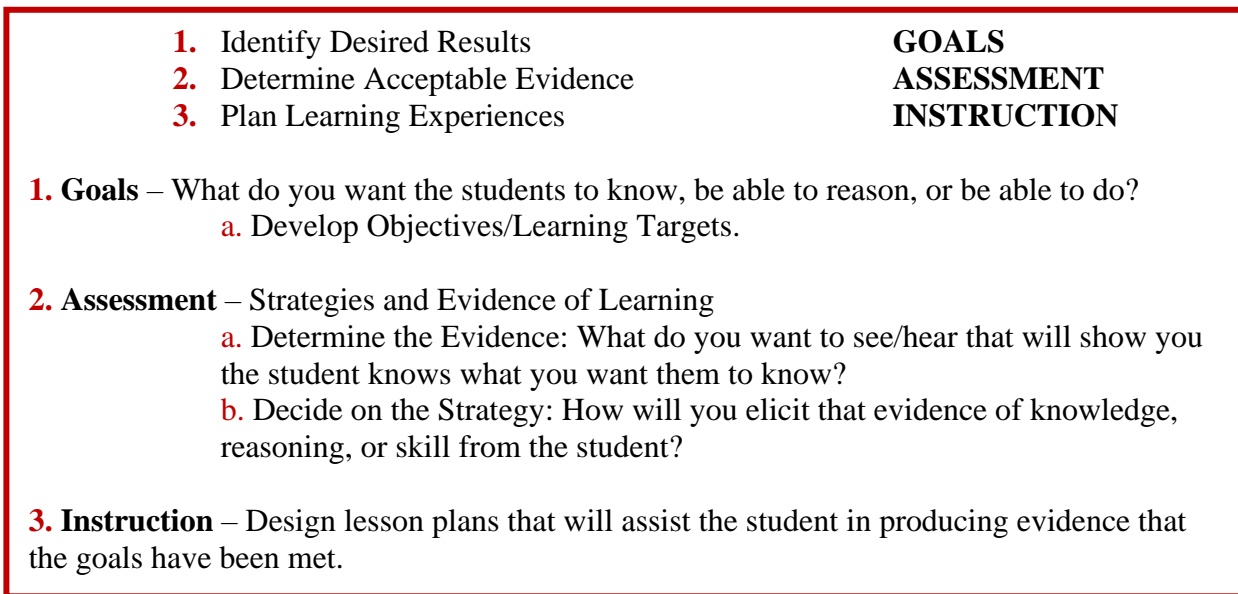 1. Identify Desired Results GOALS
2. Determine Acceptable Evidence ASSESSMENT
3. Plan Learning Experiences INSTRUCTION
1. Goals – What do you want the students to know, be able to reason, or be able to do?
a. Develop Objectives/Learning Targets.
2. Assessment – Strategies and Evidence of Learning
a. Determine the Evidence: What do you want to see/hear that will show you
the student knows what you want them to know?
b. Decide on the Strategy: How will you elicit that evidence of knowledge,
reasoning, or skill from the student?
3. Instruction – Design lesson plans that will assist the student in producing evidence that
the goals have been met.